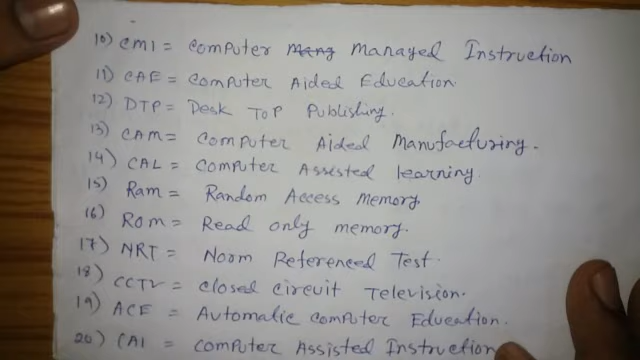 10) CMI = Computer Mang Managed Instruction
11) CAE = Computer Aided Education.
12) DTP = Desk Top Publishing.
13) CAM = Computer Aided Manufacturing.
14) CAL = Computer Assisted learning.
15) Ram = Random Access Memory
16) ROM = Read only memory.
17) NRT = Norm Referenced Test.
18) CCTV = Closed Circuit Television.
19) ACE = Automatic Computer Education.
20) CAI = Computer Assisted Instruction